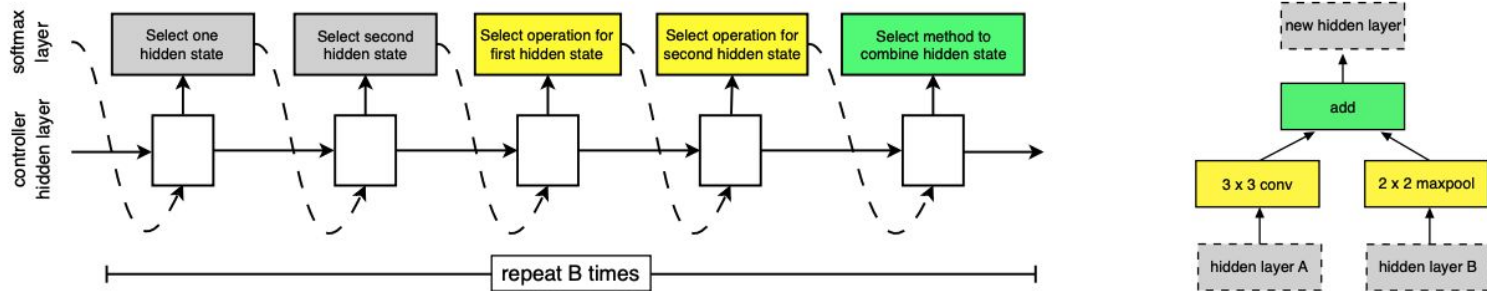 softmax
layer
controller
hidden layer
Select one
hidden state
Select second
hidden state
Select operation for
first hidden state
Select operation for
second hidden state
Select method to
combine hidden state
repeat B times
new hidden layer
add
3 x 3 conv
2 x 2 maxpool
hidden layer A
hidden layer B